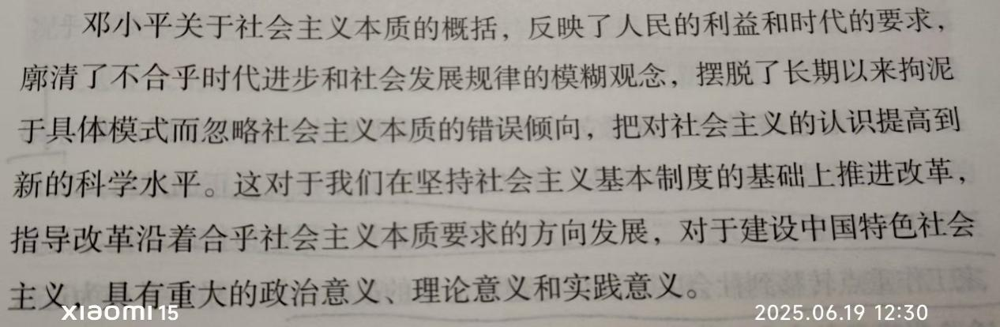 邓小平关于社会主义本质的概括，反映了人民的利益和时代的要求，
廓清了不合乎时代进步和社会发展规律的模糊观念，摆脱了长期以来拘泥
于具体模式而忽略社会主义本质的错误倾向，把对社会主义的认识提高到
新的科学水平。这对于我们在坚持社会主义基本制度的基础上推进改革，
指导改革沿着合乎社会主义本质要求的方向发展，对于建设中国特色社会
主义，具有重大的政治意义、理论意义和实践意义。
xiaomi 15
2025.06.19 12:30